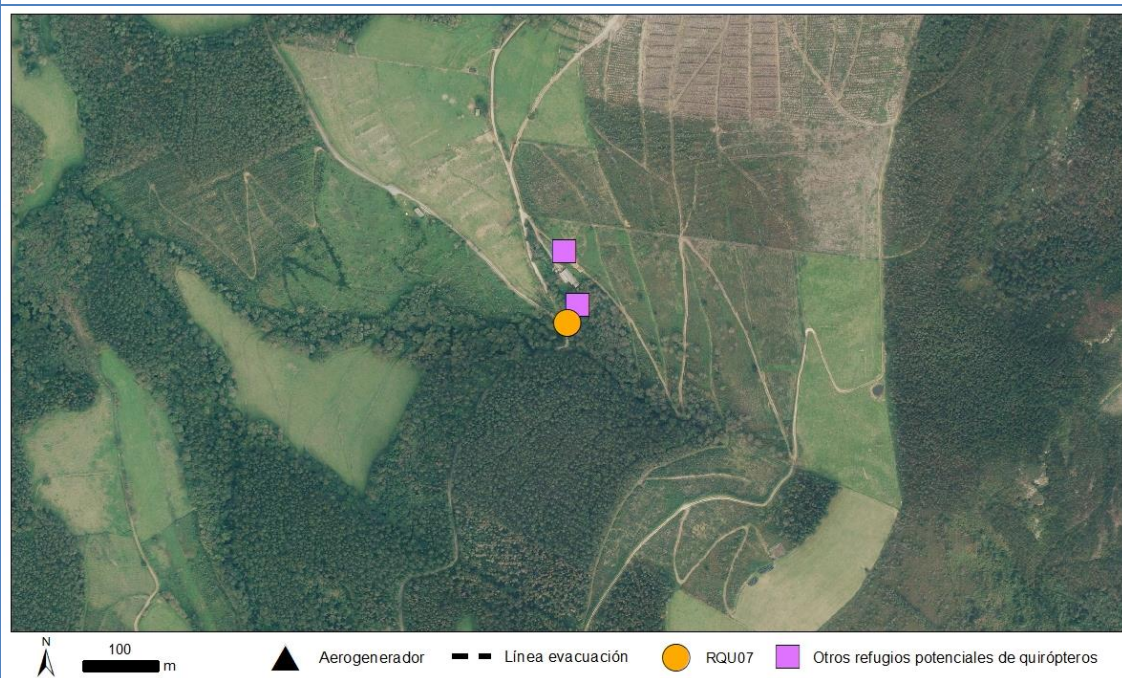 N
100
m
Aerogenerador
Línea evacuación
RQU07
Otros refugios potenciales de quirópteros